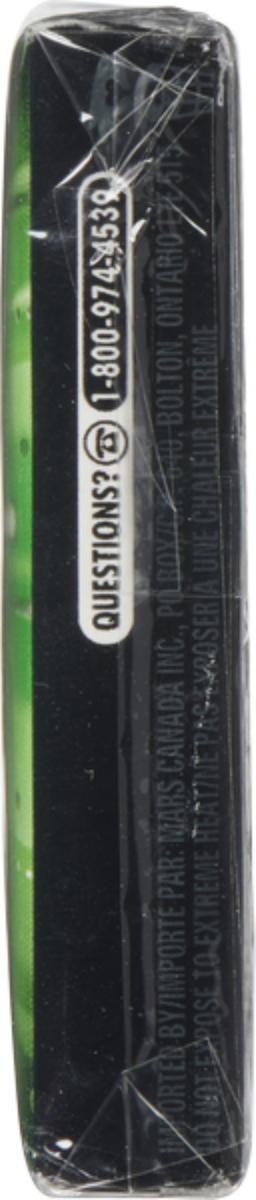 QUESTIONS? 1-800-974-4539
IMPORTED BY/IMPORTÉ PAR: MARS CANADA INC., BOLTON, ONTARIO
DO NOT EXPOSE TO EXTREME HEAT/NE PAS EXPOSER À UNE CHALEUR EXTRÊME